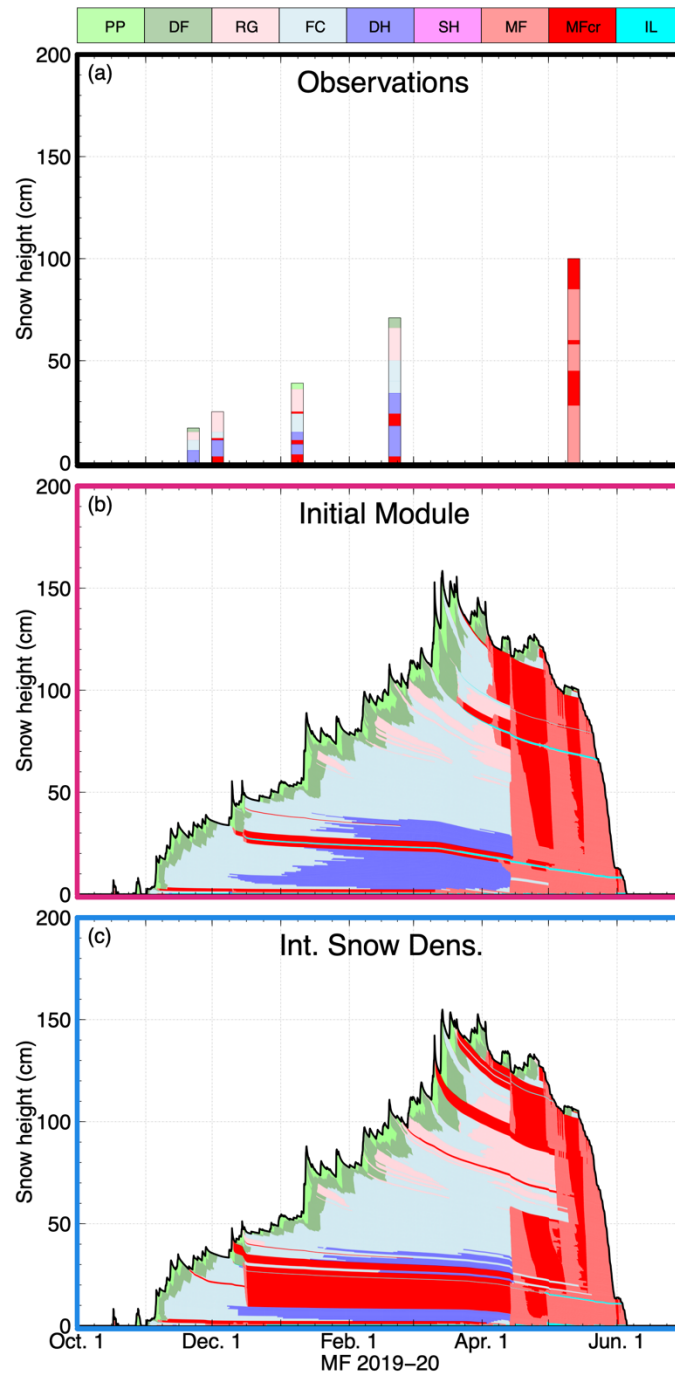 PP DF RG FC DH SH MF MFcr IL
(a) Observations
200
150
100
50
0
Snow height (cm)
(b) Initial Module
200
150
100
50
0
Snow height (cm)
(c) Int. Snow Dens.
200
150
100
50
0
Snow height (cm)
Oct. 1 Dec. 1 Feb. 1 Apr. 1 Jun. 1
MF 2019-20